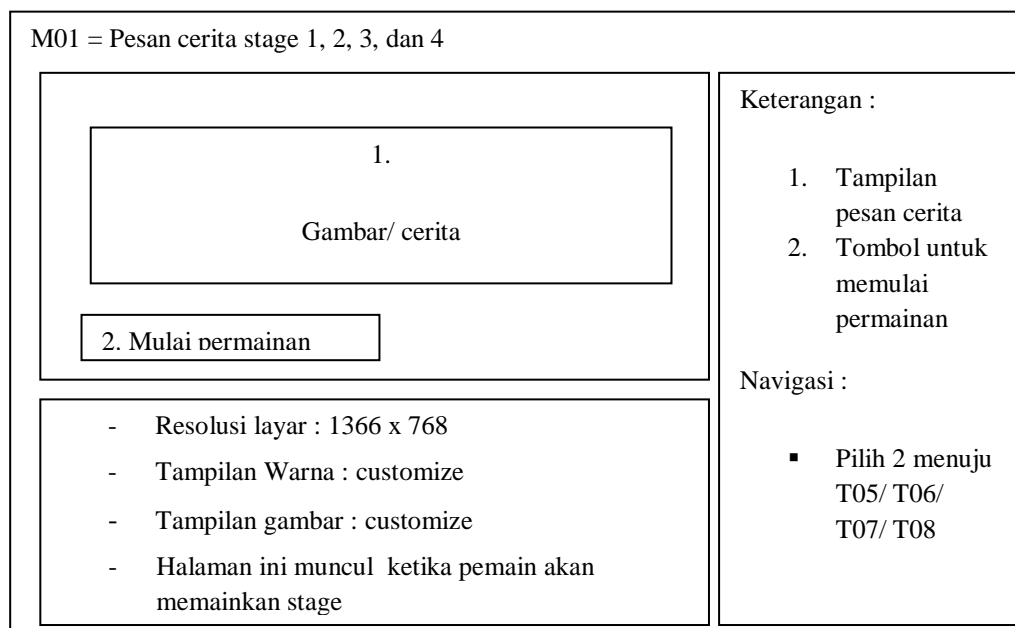 M01 = Pesan cerita stage 1, 2, 3, dan 4
1.
Gambar/ cerita
2. Mulai permainan
- Resolusi layar : 1366 x 768
- Tampilan Warna : customize
- Tampilan gambar : customize
- Halaman ini muncul ketika pemain akan
memainkan stage
Keterangan :
1. Tampilan
pesan cerita
2. Tombol untuk
memulai
permainan
Navigasi :
▪ Pilih 2 menuju
T05/ T06/
T07/ T08